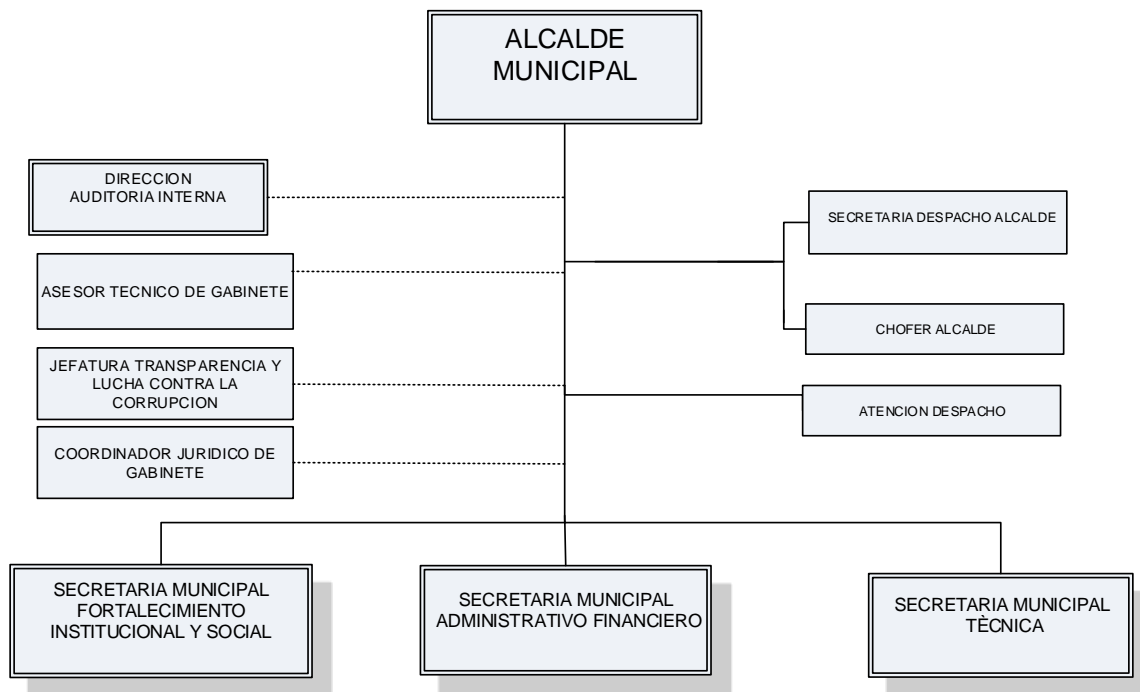 ALCALDE
MUNICIPAL
DIRECCION
AUDITORIA INTERNA
SECRETARIA DESPACHO ALCALDE
ASESOR TECNICO DE GABINETE
CHOFER ALCALDE
JEFATURA TRANSPARENCIA Y
LUCHA CONTRA LA
CORRUPCION
ATENCION DESPACHO
COORDINADOR JURIDICO DE
GABINETE
SECRETARIA MUNICIPAL
FORTALECIMIENTO
INSTITUCIONAL Y SOCIAL
SECRETARIA MUNICIPAL
ADMINISTRATIVO FINANCIERO
SECRETARIA MUNICIPAL
TÈCNICA